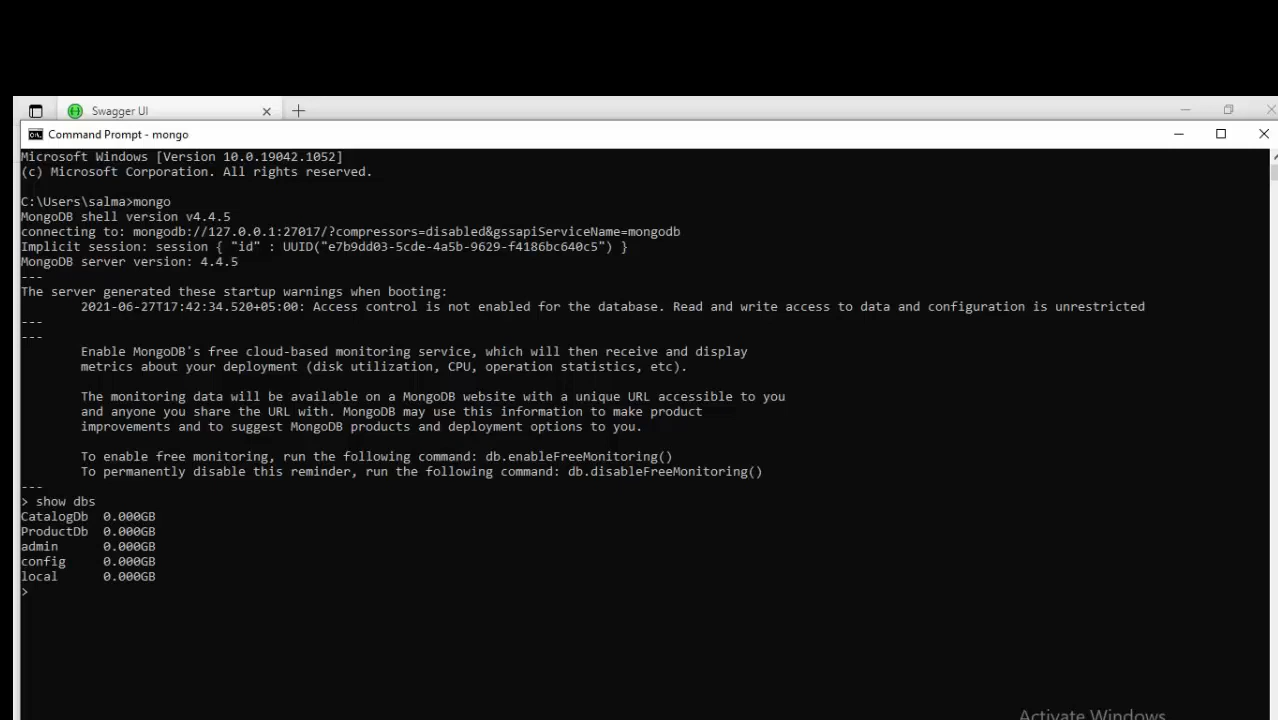 Swagger UI
Command Prompt - mongo
Microsoft Windows [Version 10.0.19042.1052]
(c) Microsoft Corporation. All rights reserved.
C:\Users\salma>mongo
MongoDB shell version v4.4.5
connecting to: mongodb://127.0.0.1:27017/?compressors=disabled&gssapiServiceName=mongodb
Implicit session: session { "id" : UUID("e7b9dd03-5cde-4a5b-9629-f4186bc640c5") }
MongoDB server version: 4.4.5
---
The server generated these startup warnings when booting:
        2021-06-27T17:42:34.520+05:00: Access control is not enabled for the database. Read and write access to data and configuration is unrestricted
---
---
        Enable MongoDB's free cloud-based monitoring service, which will then receive and display
        metrics about your deployment (disk utilization, CPU, operation statistics, etc).
        The monitoring data will be available on a MongoDB website with a unique URL accessible to you
        and anyone you share the URL with. MongoDB may use this information to make product
        improvements and to suggest MongoDB products and deployment options to you.
        To enable free monitoring, run the following command: db.enableFreeMonitoring()
        To permanently disable this reminder, run the following command: db.disableFreeMonitoring()
---
> show dbs
CatalogDb  0.000GB
ProductDb  0.000GB
admin      0.000GB
config     0.000GB
local      0.000GB
>
Activate Windows